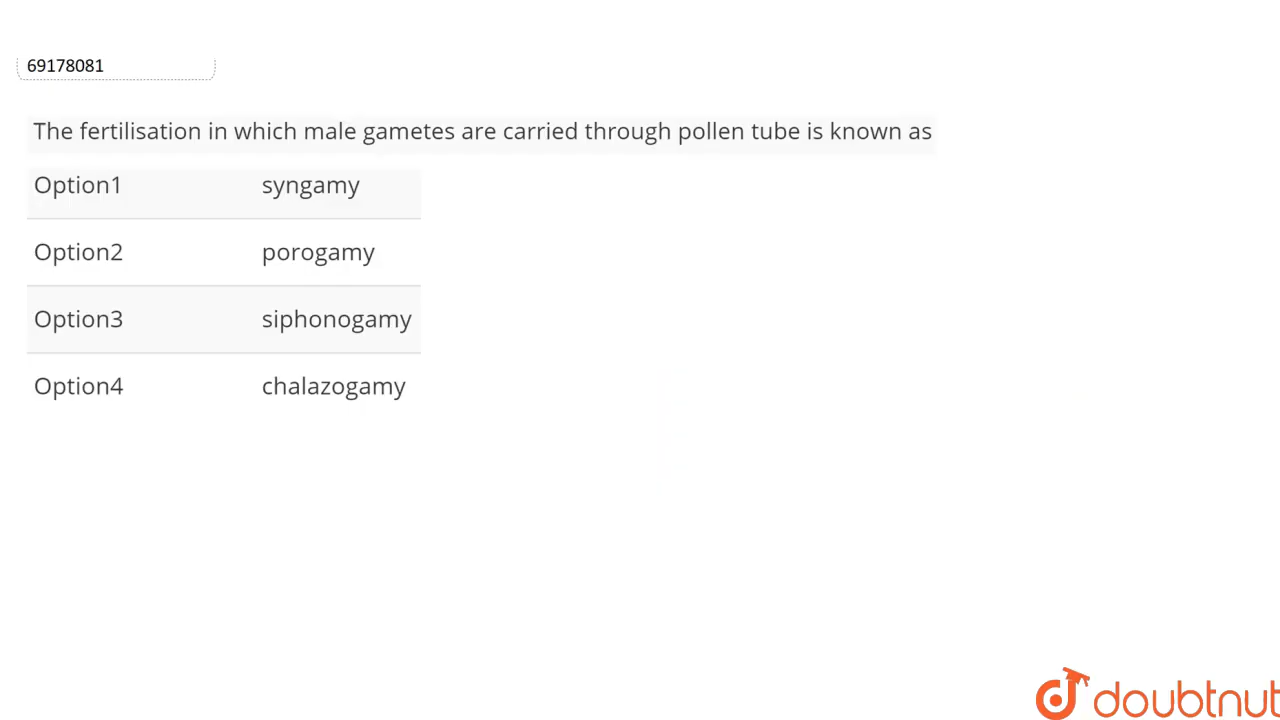 69178081
The fertilisation in which male gametes are carried through pollen tube is known as
Option1 syngamy
Option2 porogamy
Option3 siphonogamy
Option4 chalazogamy
doubtnut